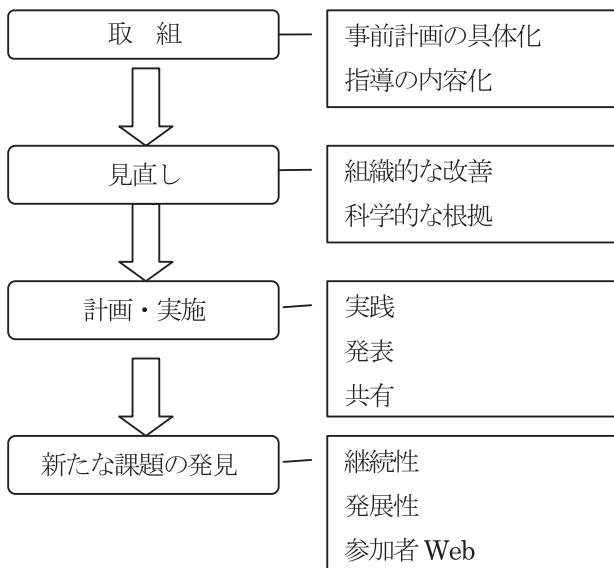 取　組
事前計画の具体化
指導の内容化
見直し
組織的な改善
科学的な根拠
計画・実施
実践
発表
共有
新たな課題の発見
継続性
発展性
参加者 Web